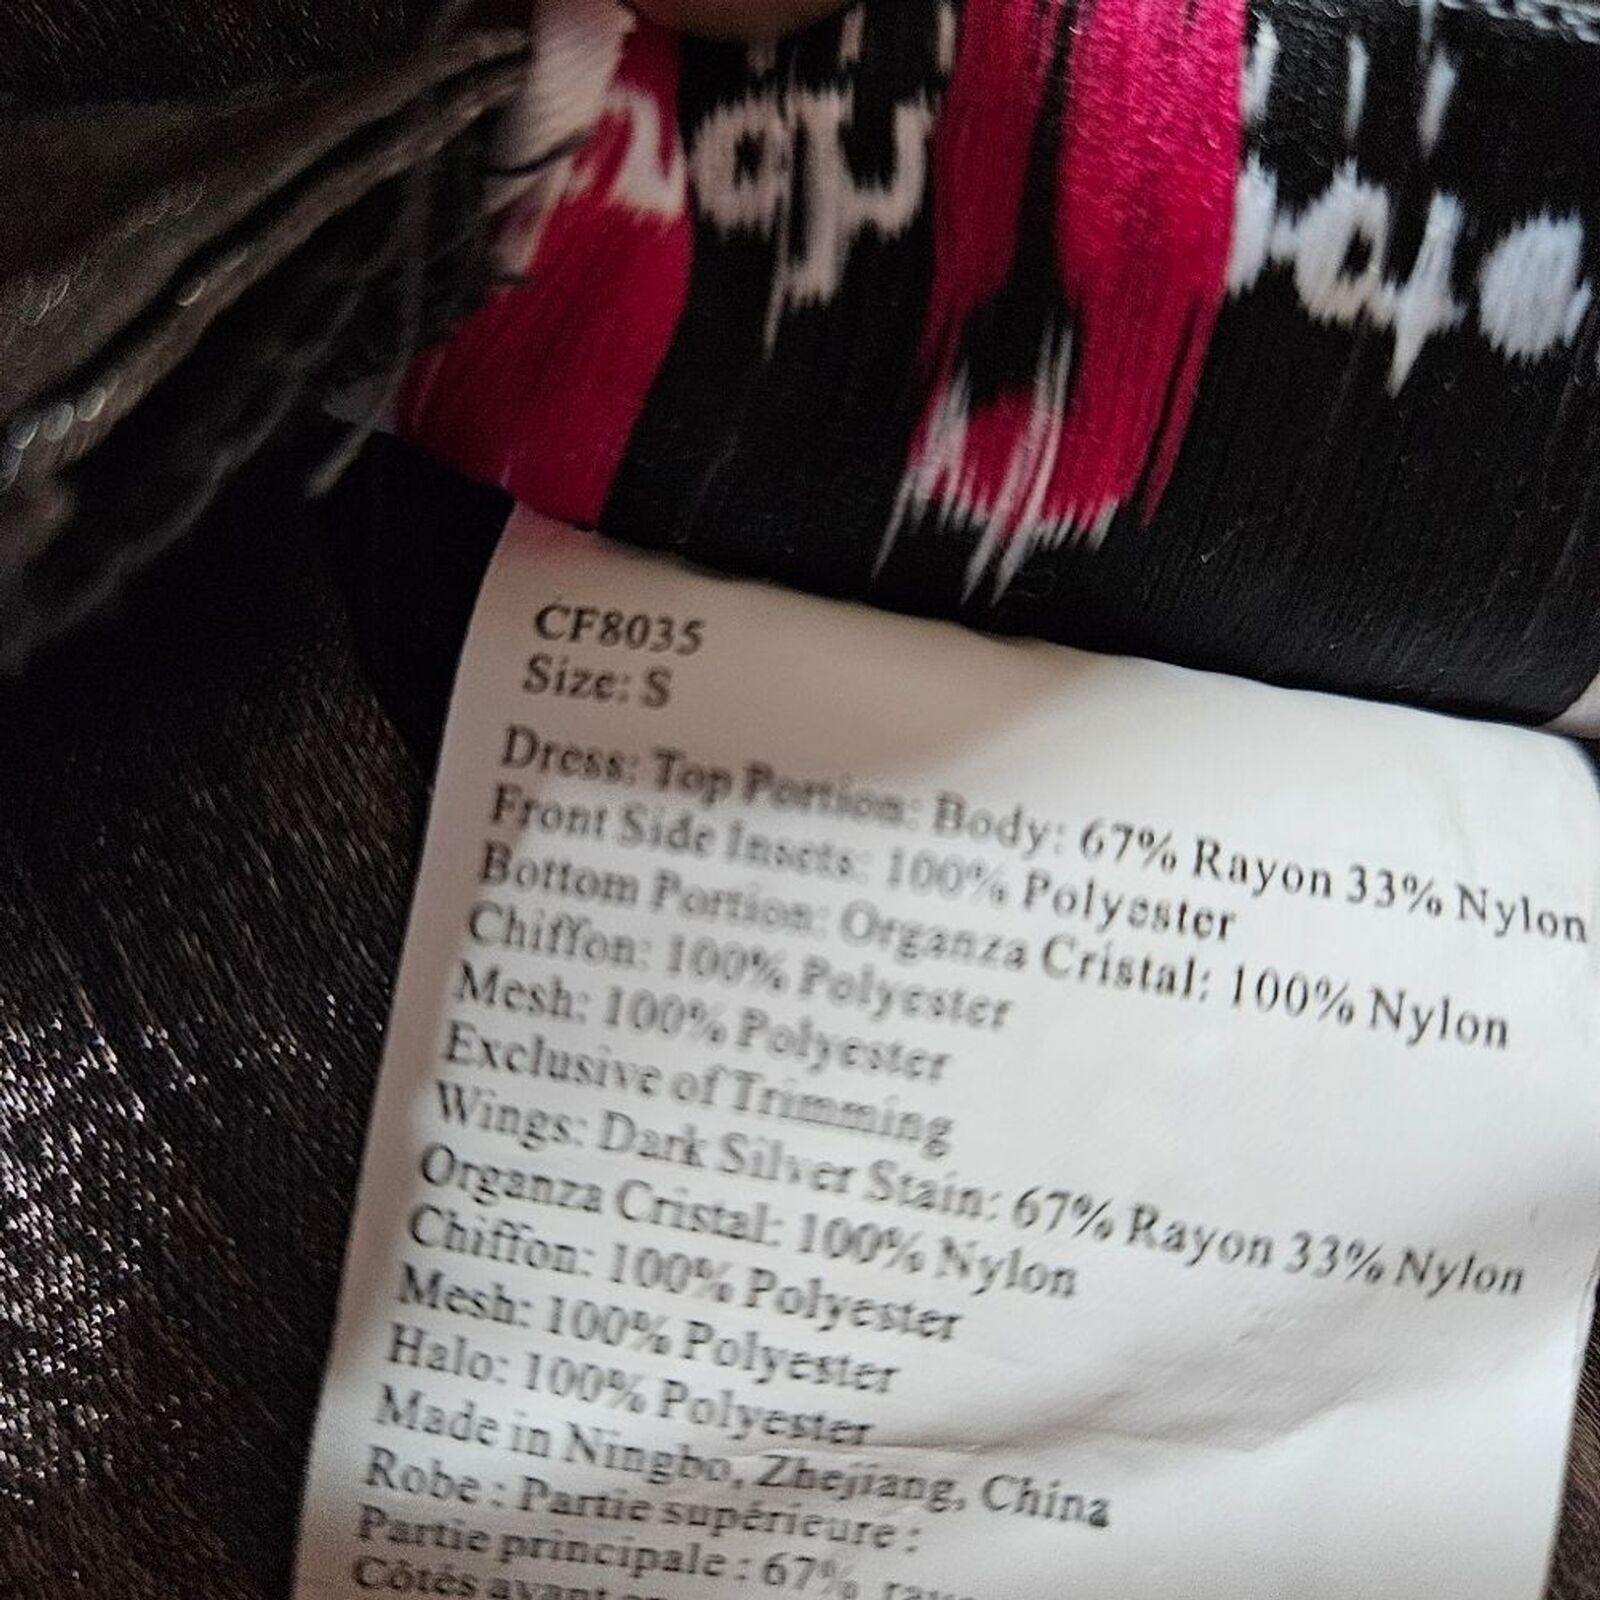 CF8035
Size: S
Dress: Top Portion: Body: 67% Rayon 33% Nylon
Front Side Insets: 100% Polyester
Bottom Portion: Organza Cristal: 100% Nylon
Chiffon: 100% Polyester
Mesh: 100% Polyester
Exclusive of Trimming
Wings: Dark Silver Stain: 67% Rayon 33% Nylon
Organza Cristal: 100% Nylon
Chiffon: 100% Polyester
Mesh: 100% Polyester
Halo: 100% Polyester
Made in Ningbo, Zhejiang, China
Robe : Partie supérieure :
Partie principale : 67%
Côtés avant